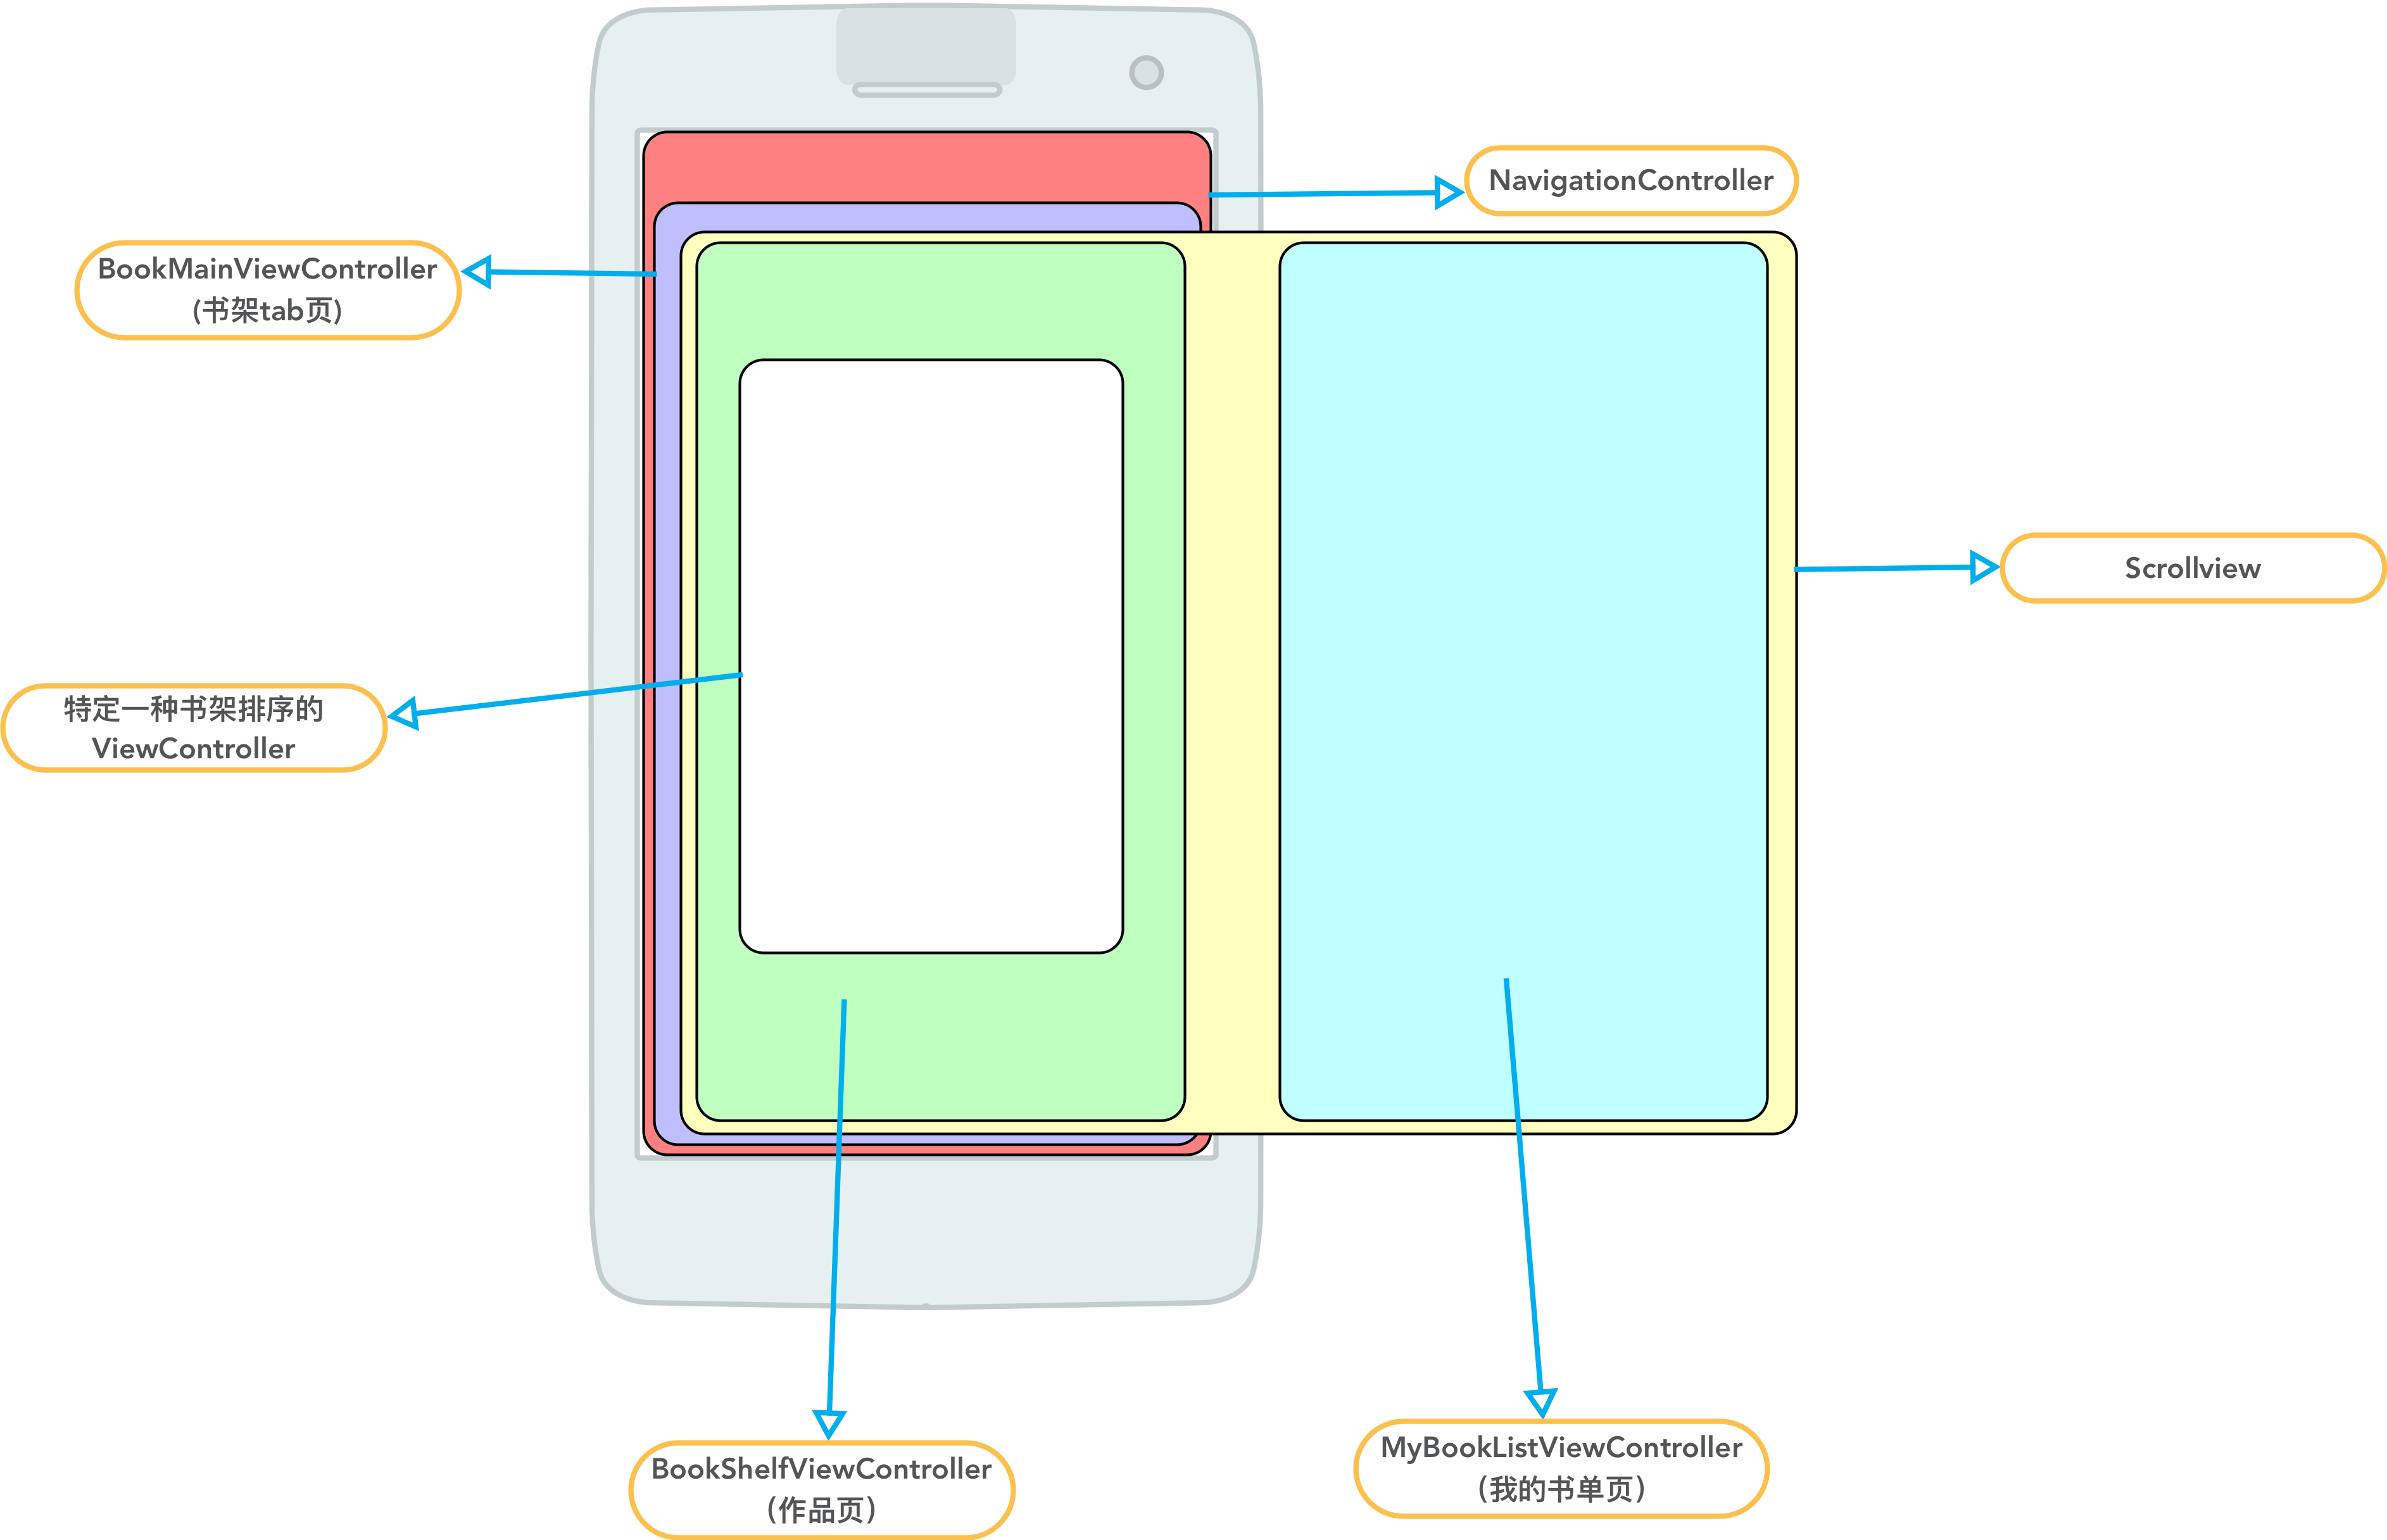 NavigationController
BookMainViewController
(书架tab页)
Scrollview
特定一种书架排序的
ViewController
BookShelfViewController
(作品页)
MyBookListViewController
(我的书单页)